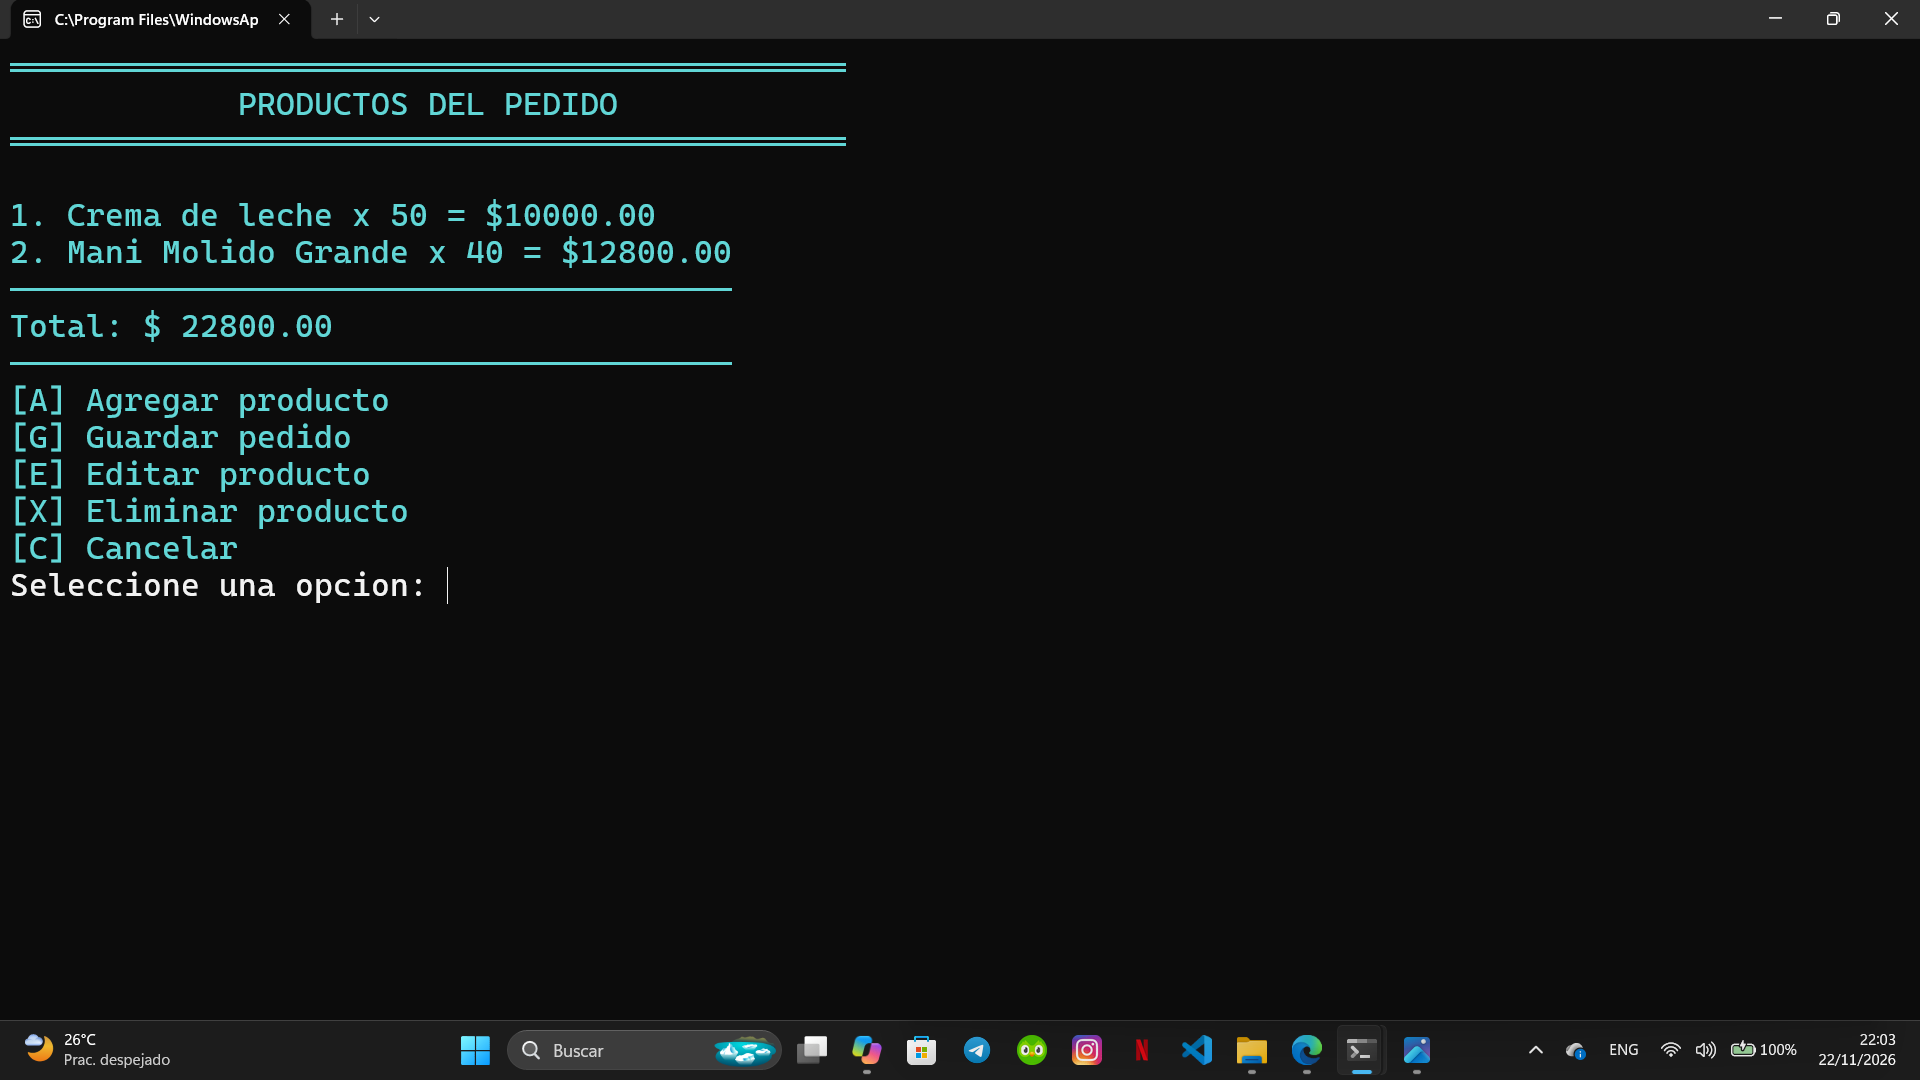 C:\Program Files\WindowsAp
PRODUCTOS DEL PEDIDO
1. Crema de leche x 50 = $10000.00
2. Mani Molido Grande x 40 = $12800.00
Total: $ 22800.00
[A] Agregar producto
[G] Guardar pedido
[E] Editar producto
[X] Eliminar producto
[C] Cancelar
Seleccione una opcion:
26°C
Prac. despejado
Buscar
ENG
100%
22:03
22/11/2026